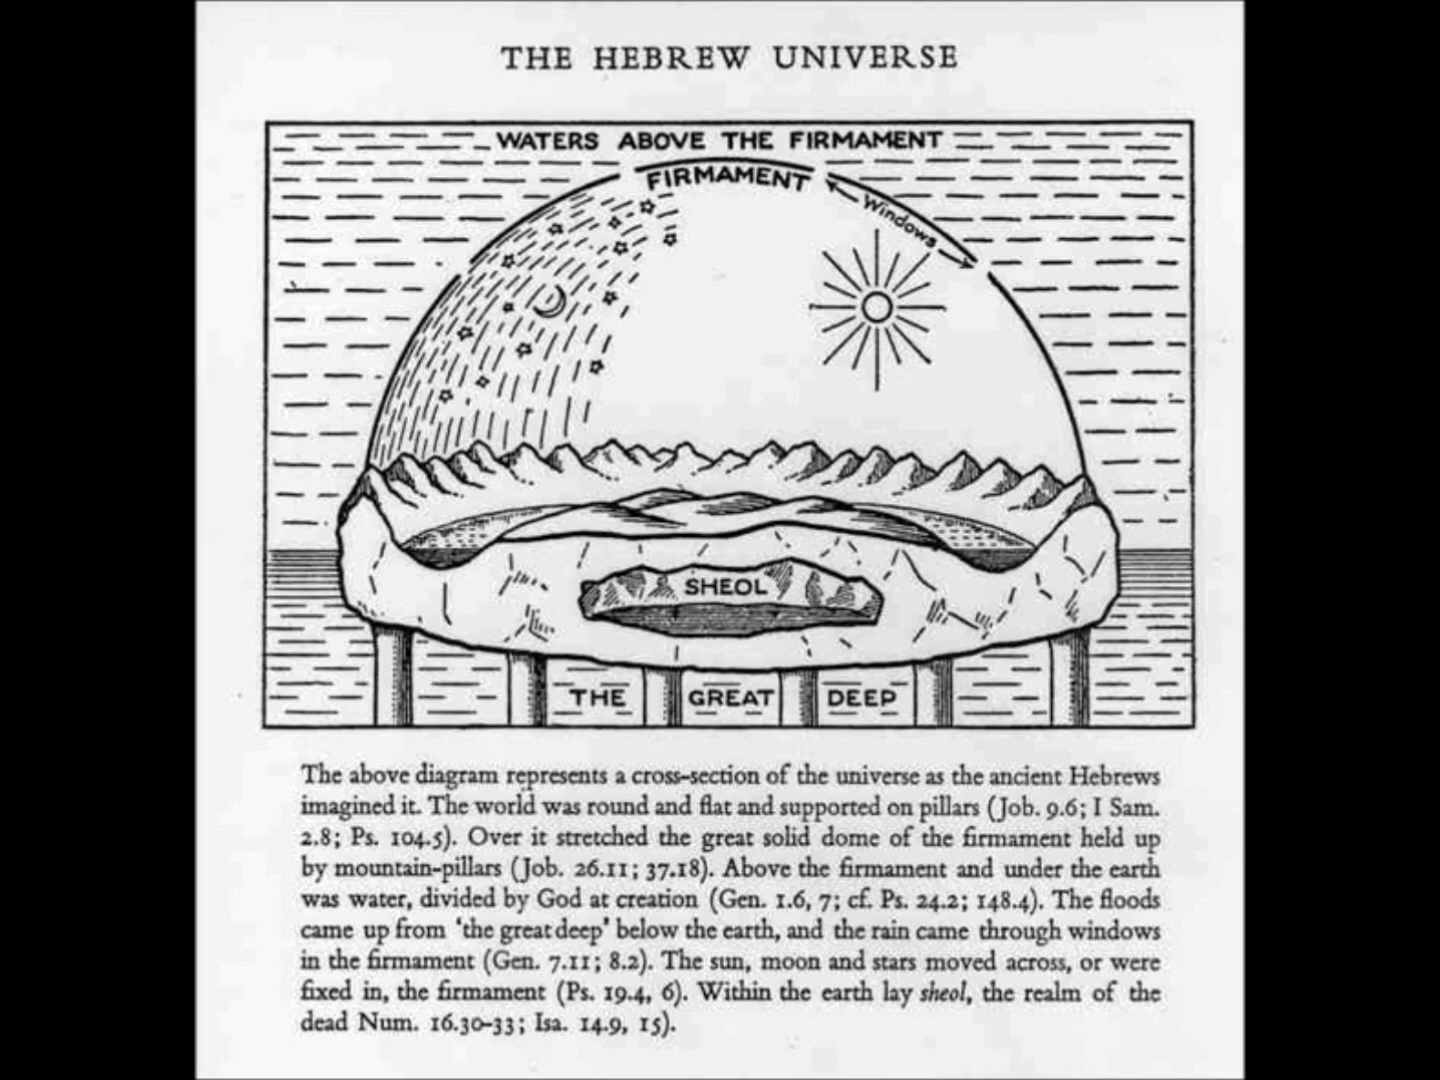 THE HEBREW UNIVERSE
WATERS ABOVE THE FIRMAMENT
FIRMAMENT
Windows
SHEOL
THE GREAT DEEP
The above diagram represents a cross-section of the universe as the ancient Hebrews
imagined it. The world was round and flat and supported on pillars (Job. 9.6; I Sam.
2.8; Ps. 104.5). Over it stretched the great solid dome of the firmament held up
by mountain-pillars (Job. 26.11; 37.18). Above the firmament and under the earth
was water, divided by God at creation (Gen. 1.6, 7; cf. Ps. 24.2; 148.4). The floods
came up from ‘the great deep’ below the earth, and the rain came through windows
in the firmament (Gen. 7.11; 8.2). The sun, moon and stars moved across, or were
fixed in, the firmament (Ps. 19.4, 6). Within the earth lay sheol, the realm of the
dead Num. 16.30-33; Isa. 14.9, 15).